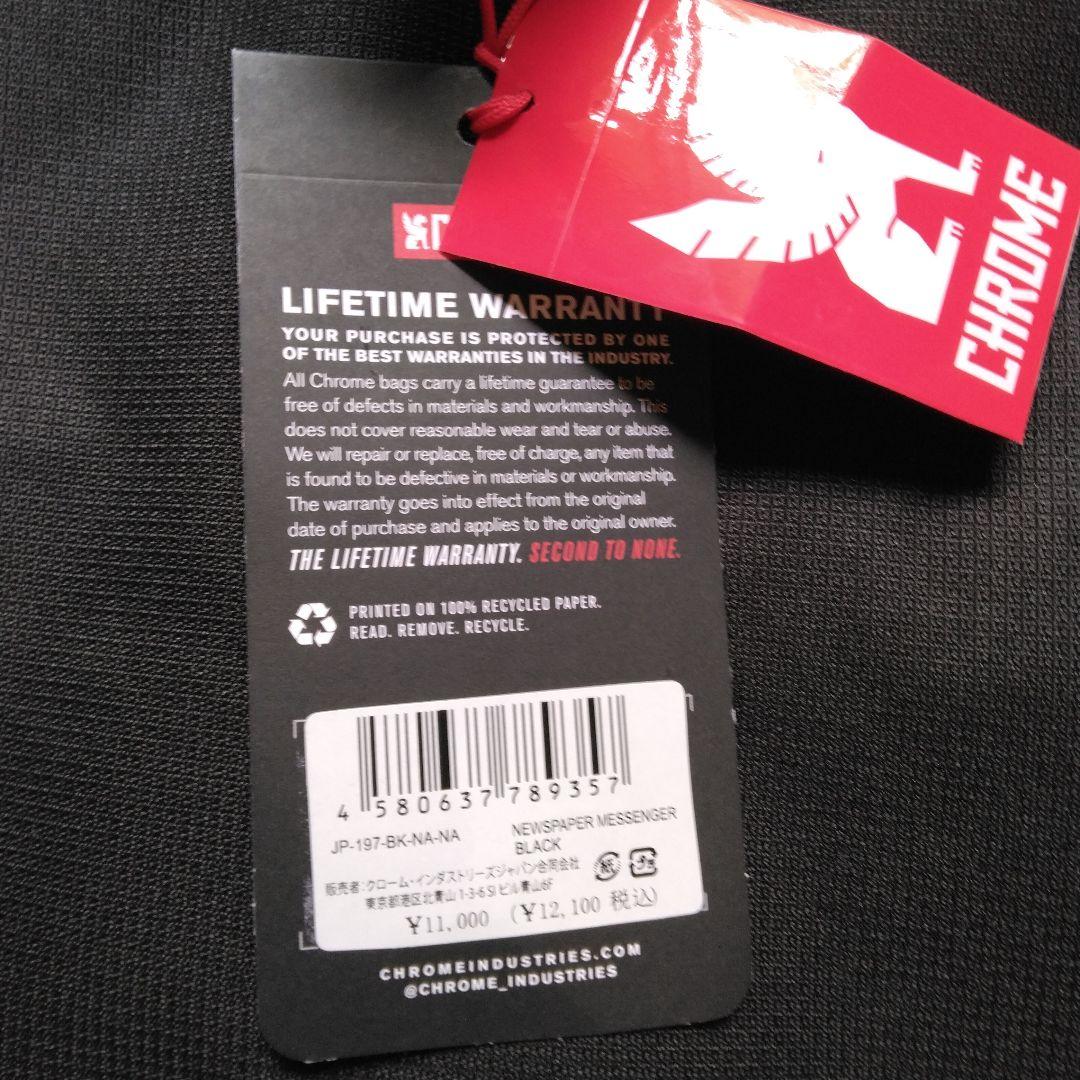 CHROME
LIFETIME WARRANTY
YOUR PURCHASE IS PROTECTED BY ONE
OF THE BEST WARRANTIES IN THE INDUSTRY.
All Chrome bags carry a lifetime guarantee to be
free of defects in materials and workmanship. This
does not cover reasonable wear and tear or abuse.
We will repair or replace, free of charge, any item that
is found to be defective in materials or workmanship.
The warranty goes into effect from the original
date of purchase and applies to the original owner.
THE LIFETIME WARRANTY. SECOND TO NONE.
PRINTED ON 100% RECYCLED PAPER.
READ. REMOVE. RECYCLE.
4 580637 789357
JP-197-BK-NA-NA
NEWSPAPER MESSENGER
BLACK
販売者:クローム・インダストリーズジャパン合同会社
東京都港区北青山1-3-6 SIビル青山6F
紙
プラ
¥11,000 (¥12,100 税込)
CHROMEINDUSTRIES.COM
@CHROME_INDUSTRIES